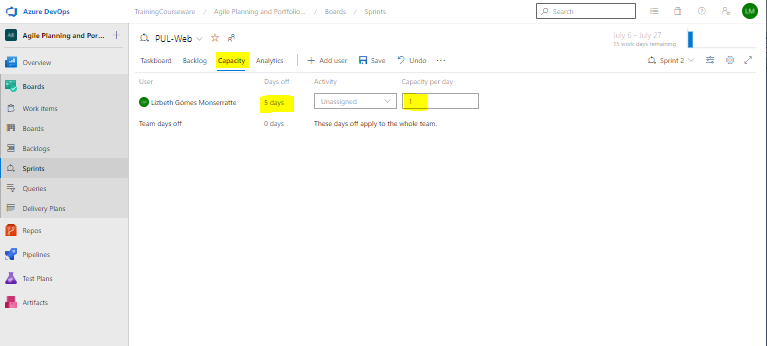 Azure DevOps
TrainingCourseware / Agile Planning and Portfolio... / Boards / Sprints
Search
LM
Agile Planning and Por...
PUL-Web
July 6 - July 27
15 work days remaining
Overview
Taskboard Backlog Capacity Analytics Add user Save Undo ...
Sprint 2
Boards
User Days off Activity Capacity per day
Work items
Lizbeth Gómes Monserratte 5 days Unassigned 1
Boards
Team days off 0 days These days off apply to the whole team.
Backlogs
Sprints
Queries
Delivery Plans
Repos
Pipelines
Test Plans
Artifacts